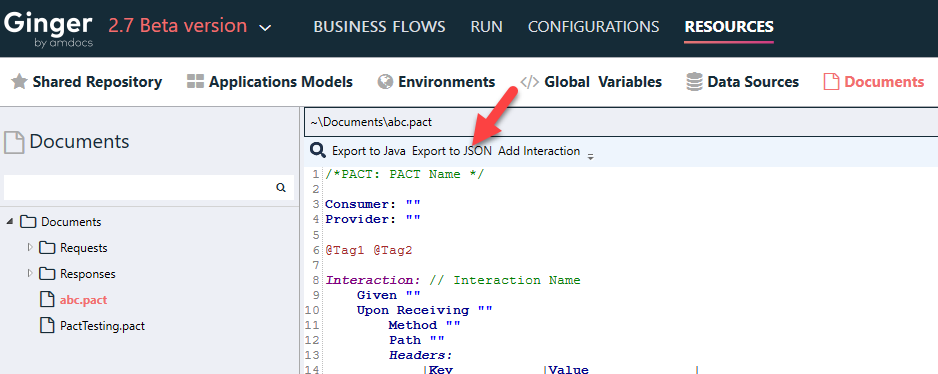 Ginger 2.7 Beta version BUSINESS FLOWS RUN CONFIGURATIONS RESOURCES
by amdocs
Shared Repository Applications Models Environments </> Global Variables Data Sources Documents
Documents
~\Documents\abc.pact
Export to Java Export to JSON Add Interaction
Documents
Requests
Responses
abc.pact
PactTesting.pact
1 /*PACT: PACT Name */
2
3 Consumer: ""
4 Provider: ""
5
6 @Tag1 @Tag2
7
8 Interaction: // Interaction Name
9 Given ""
10 Upon Receiving ""
11 Method ""
12 Path ""
13 Headers:
14 |Key |Value |